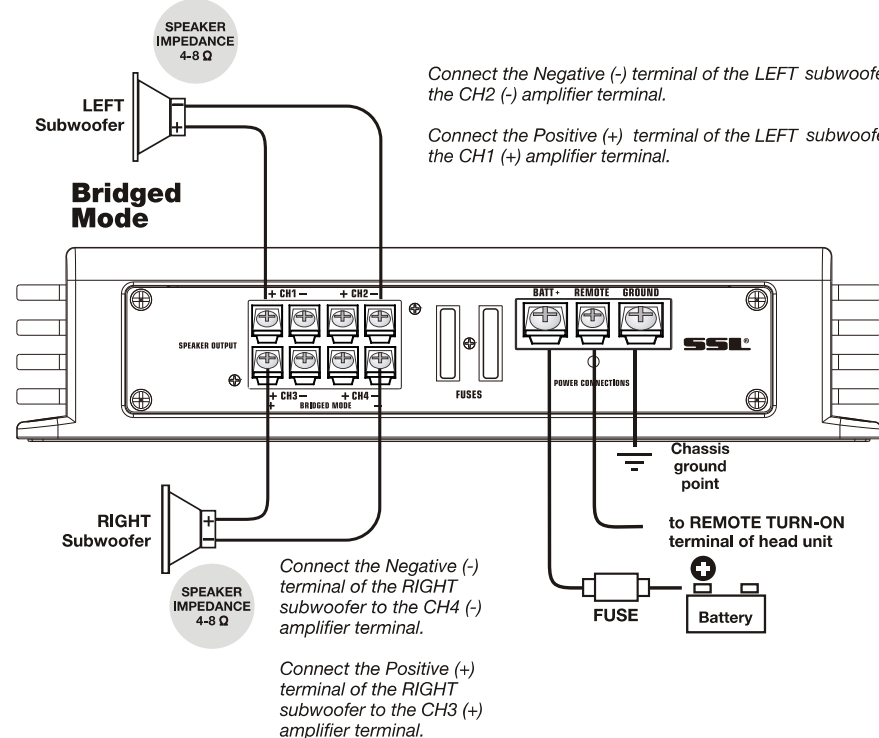 SPEAKER
IMPEDANCE
4-8 Ω
Connect the Negative (-) terminal of the LEFT subwoofe
the CH2 (-) amplifier terminal.
LEFT
Subwoofer
Connect the Positive (+) terminal of the LEFT subwoofe
the CH1 (+) amplifier terminal.
Bridged
Mode
+ CH1 –
+ CH2 –
BATT +
REMOTE
GROUND
SPEAKER OUTPUT
SSL®
POWER CONNECTIONS
FUSES
+ CH3 –
+ CH4 –
+ BRIDGED MODE –
Chassis
ground
point
RIGHT
Subwoofer
to REMOTE TURN-ON
terminal of head unit
SPEAKER
IMPEDANCE
4-8 Ω
Connect the Negative (-)
terminal of the RIGHT
subwoofer to the CH4 (-)
amplifier terminal.
FUSE
Battery
Connect the Positive (+)
terminal of the RIGHT
subwoofer to the CH3 (+)
amplifier terminal.